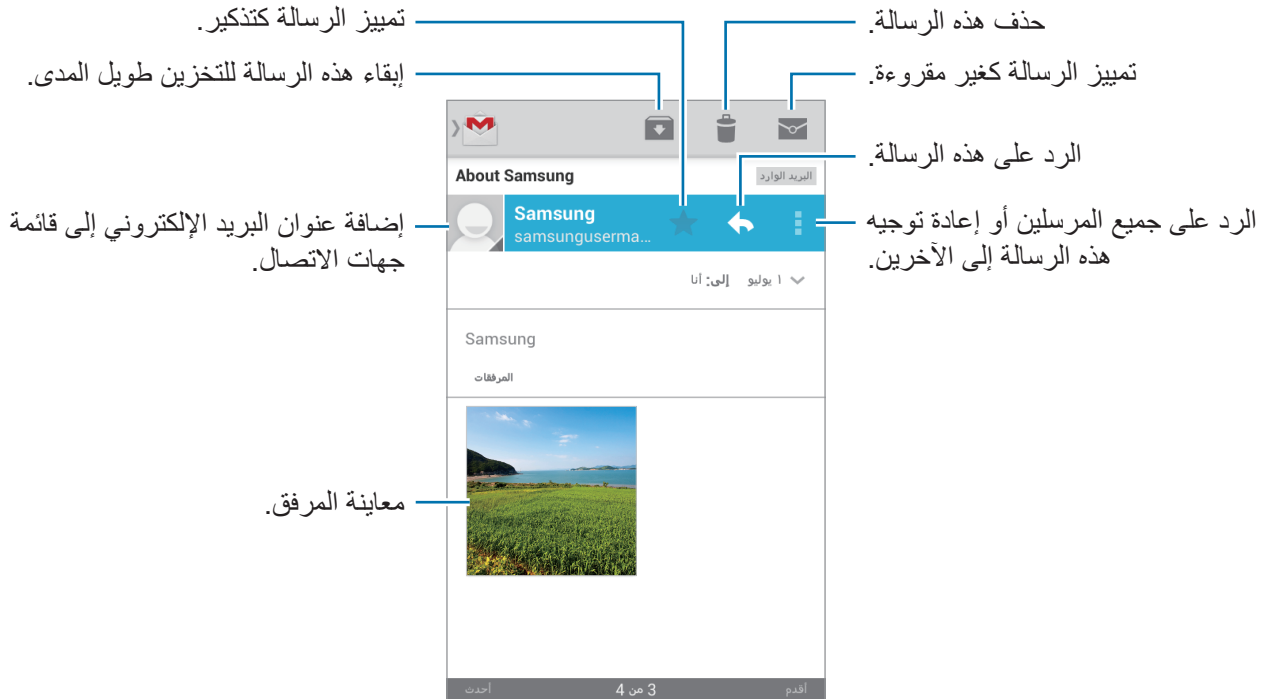 حذف هذه الرسالة.
تمييز الرسالة كتذكير.
تمييز الرسالة كغير مقروءة.
إبقاء هذه الرسالة للتخزين طويل المدى.
الرد على هذه الرسالة.
About Samsung
البريد الوارد
Samsung
samsunguserma...
الرد على جميع المرسلين أو إعادة توجيه
هذه الرسالة إلى الآخرين.
إضافة عنوان البريد الإلكتروني إلى قائمة
جهات الاتصال.
١ يوليو إلى: أنا
Samsung
المرفقات
معاينة المرفق.
أقدم
3 من 4
أحدث